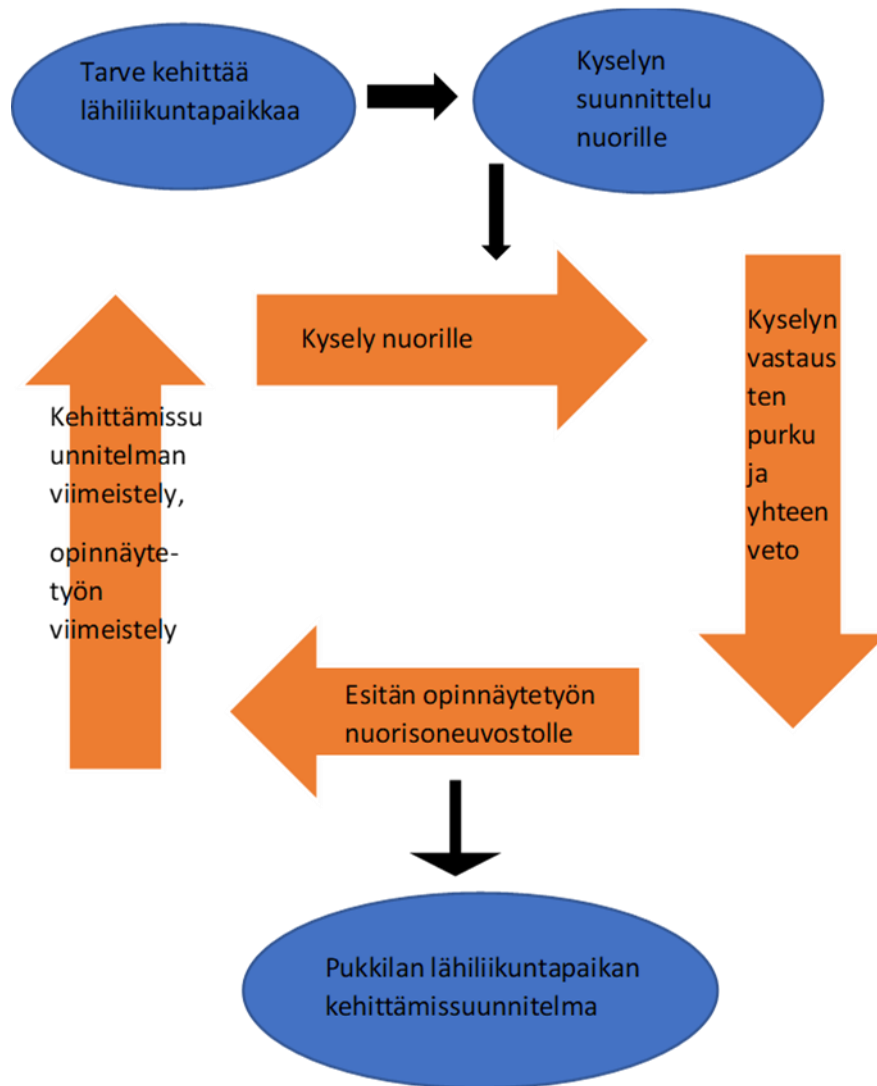 Tarve kehittää
lähiliikuntapaikkaa
Kyselyn
suunnittelu
nuorille
Kysely nuorille
Kyselyn
vastaus
ten
purku
ja
yhteen
veto
Esitän opinnäytetyön
nuorisoneuvostolle
Kehittämissu
unnitelman
viimeistely,
opinnäyte-
työn
viimeistely
Pukkilan lähiliikuntapaikan
kehittämissuunnitelma